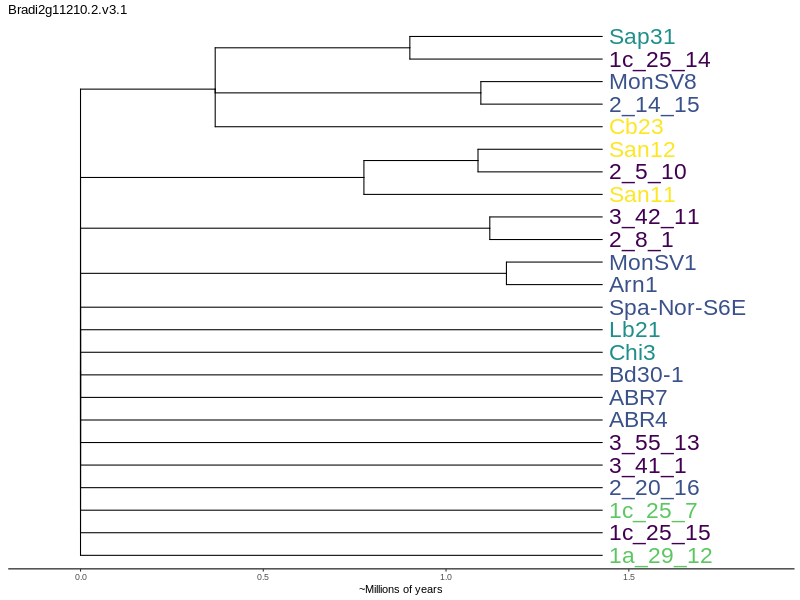 Bradi2g11210.2.v3.1
Sap31
1c_25_14
MonSV8
2_14_15
Cb23
San12
2_5_10
San11
3_42_11
2_8_1
MonSV1
Arn1
Spa-Nor-S6E
Lb21
Chi3
Bd30-1
ABR7
ABR4
3_55_13
3_41_1
2_20_16
1c_25_7
1c_25_15
1a_29_12
0.0 0.5 1.0 1.5
~Millions of years